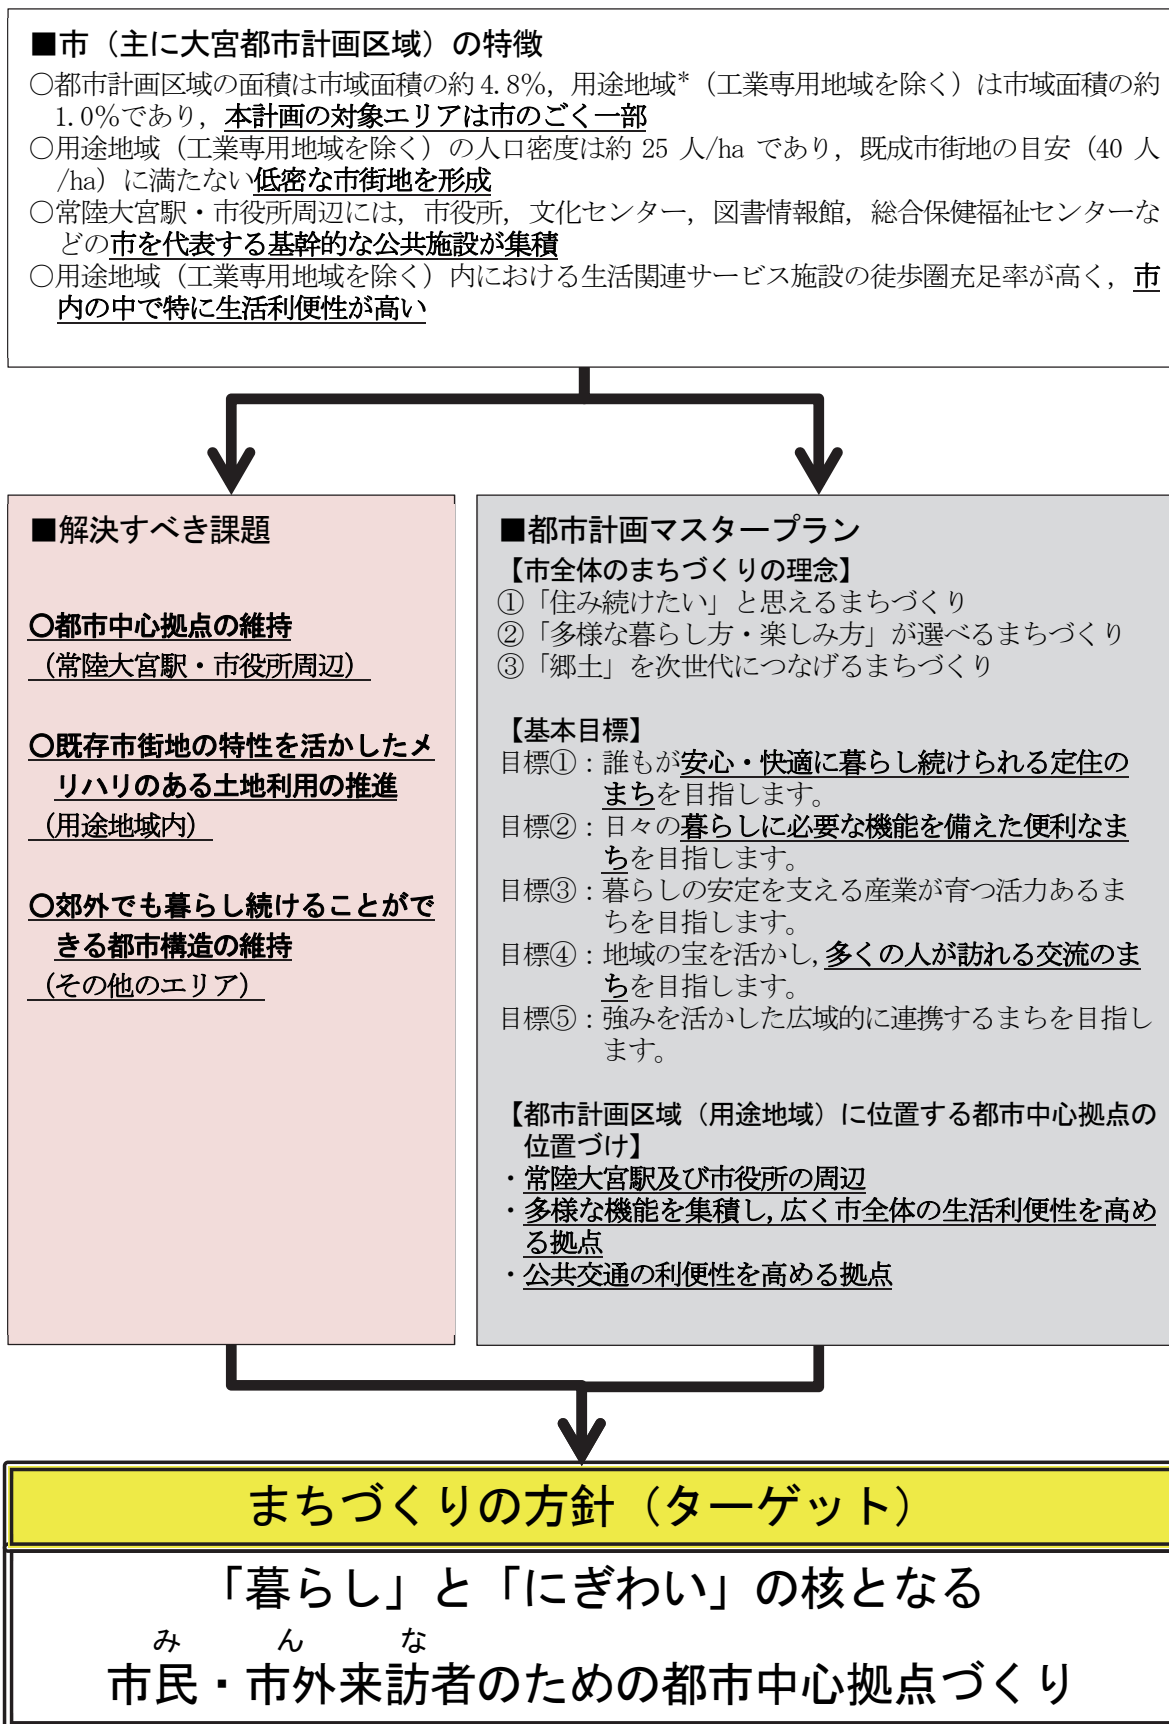 ■市（主に大宮都市計画区域）の特徴
○都市計画区域の面積は市域面積の約4.8%，用途地域*（工業専用地域を除く）は市域面積の約
1.0%であり，本計画の対象エリアは市のごく一部
○用途地域（工業専用地域を除く）の人口密度は約 25 人/ha であり，既成市街地の目安（40 人
/ha）に満たない低密な市街地を形成
○常陸大宮駅・市役所周辺には，市役所，文化センター，図書情報館，総合保健福祉センターな
どの市を代表する基幹的な公共施設が集積
○用途地域（工業専用地域を除く）内における生活関連サービス施設の徒歩圏充足率が高く，市
内の中で特に生活利便性が高い
■解決すべき課題
○都市中心拠点の維持
（常陸大宮駅・市役所周辺）
○既存市街地の特性を活かしたメ
リハリのある土地利用の推進
（用途地域内）
○郊外でも暮らし続けることがで
きる都市構造の維持
（その他のエリア）
■都市計画マスタープラン
【市全体のまちづくりの理念】
①「住み続けたい」と思えるまちづくり
②「多様な暮らし方・楽しみ方」が選べるまちづくり
③「郷土」を次世代につなげるまちづくり
【基本目標】
目標①：誰もが安心・快適に暮らし続けられる定住の
まちを目指します。
目標②：日々の暮らしに必要な機能を備えた便利なま
ちを目指します。
目標③：暮らしの安定を支える産業が育つ活力あるま
ちを目指します。
目標④：地域の宝を活かし，多くの人が訪れる交流のま
ちを目指します。
目標⑤：強みを活かした広域的に連携するまちを目指し
ます。
【都市計画区域（用途地域）に位置する都市中心拠点の
位置づけ】
・常陸大宮駅及び市役所の周辺
・多様な機能を集積し，広く市全体の生活利便性を高め
る拠点
・公共交通の利便性を高める拠点
まちづくりの方針（ターゲット）
「暮らし」と「にぎわい」の核となる
みんな
市民・市外来訪者のための都市中心拠点づくり